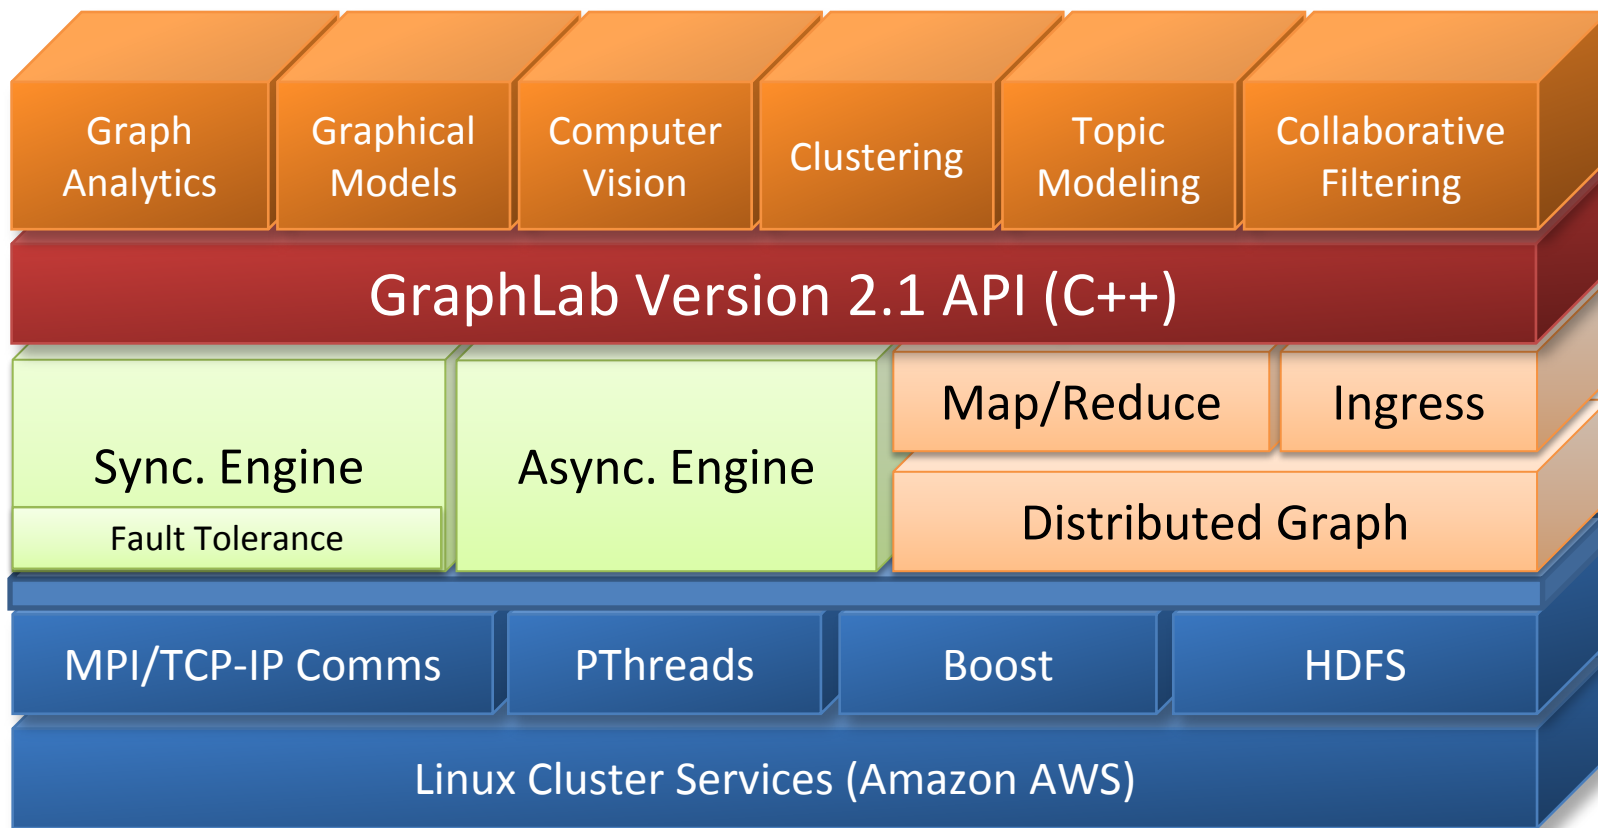 Graph
Analytics
Graphical
Models
Computer
Vision
Clustering
Topic
Modeling
Collaborative
Filtering
GraphLab Version 2.1 API (C++)
Sync. Engine
Fault Tolerance
Async. Engine
Map/Reduce
Ingress
Distributed Graph
MPI/TCP-IP Comms
PThreads
Boost
HDFS
Linux Cluster Services (Amazon AWS)